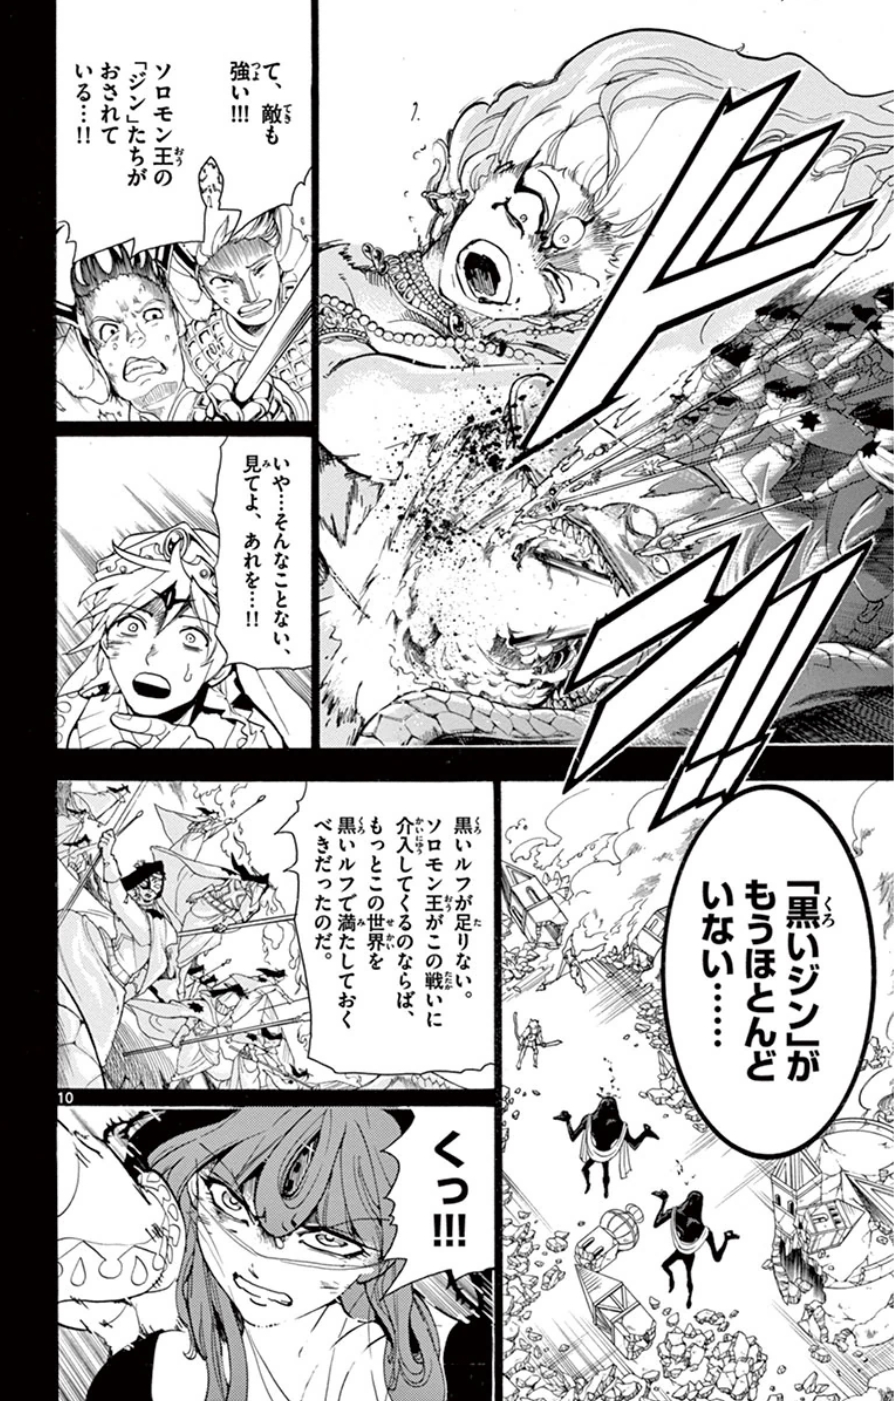 ドッ
て、敵も
強い!!!
ソロモン王の
「ジン」たちが
おされて
いる…!!
いや…そんなことない、
見てよ、あれを…!!
「黒いジン」が
もうほとんど
いない……
黒いルフが足りない。
ソロモン王がこの戦いに
介入してくるのならば、
もっとこの世界を
黒いルフで満たしておく
べきだったのだ。
くっ!!!
10